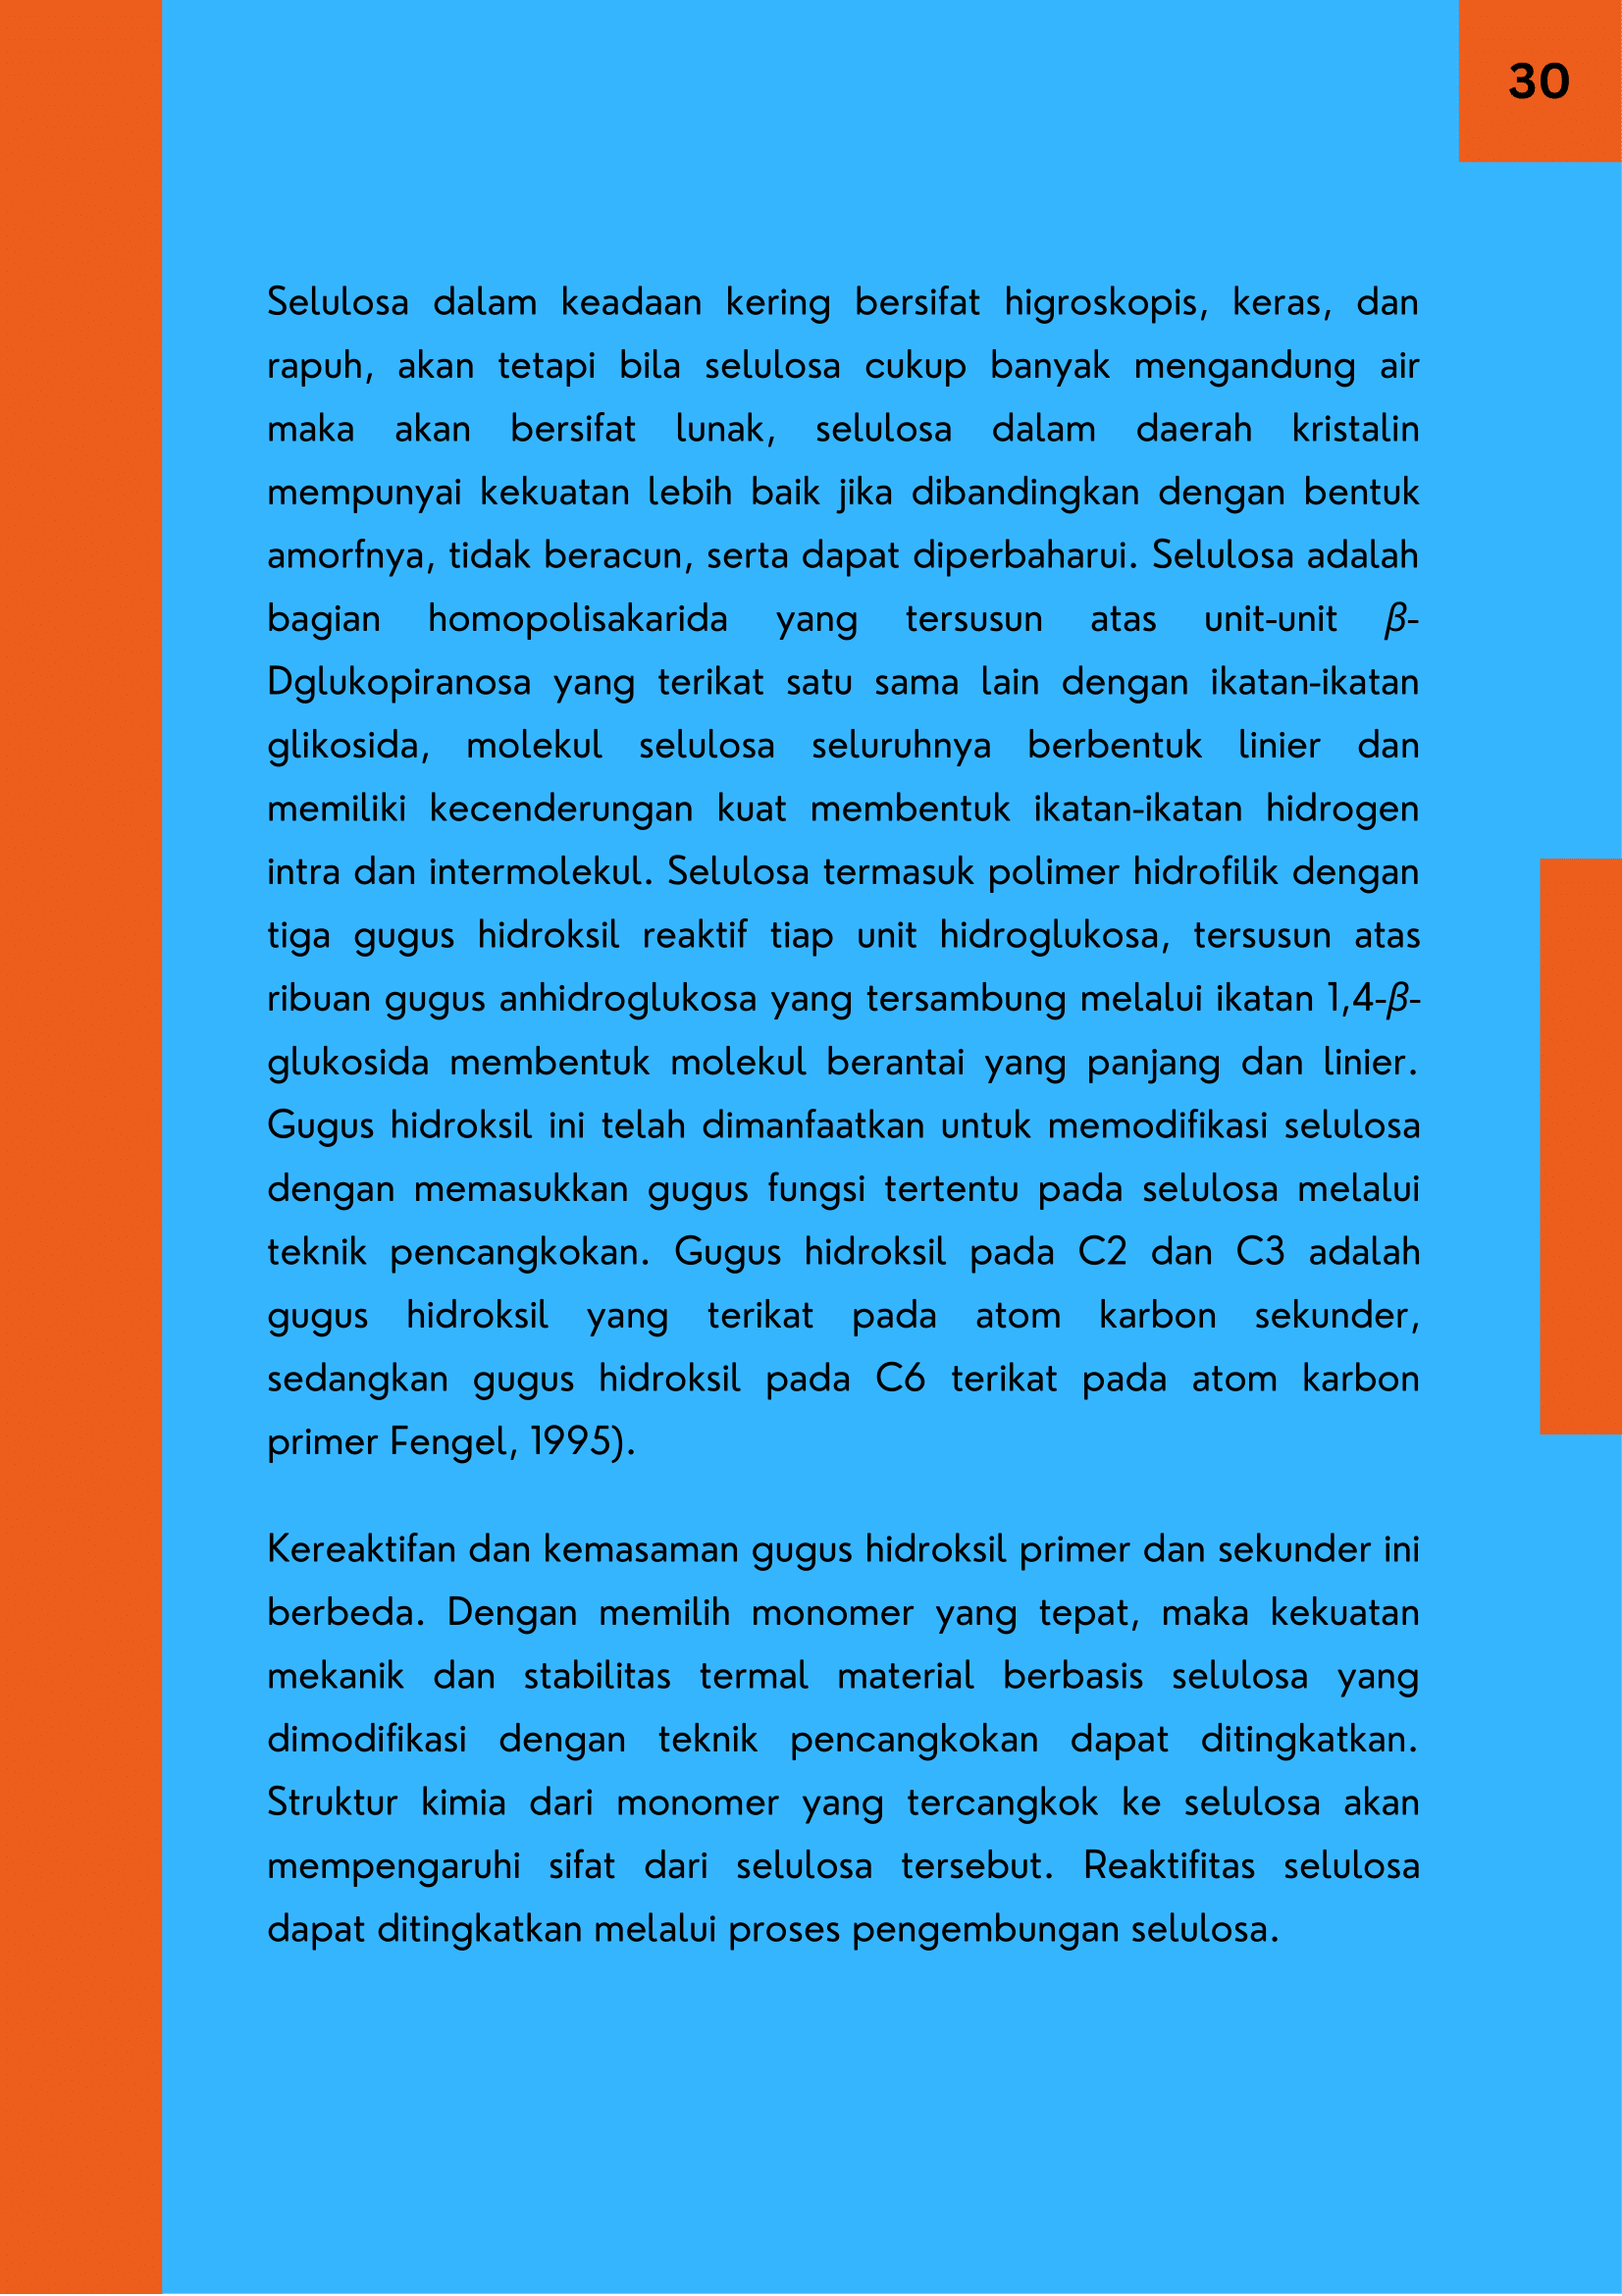 30
Selulosa dalam keadaan kering bersifat higroskopis, keras, dan
rapuh, akan tetapi bila selulosa cukup banyak mengandung air
maka akan bersifat lunak, selulosa dalam daerah kristalin
mempunyai kekuatan lebih baik jika dibandingkan dengan bentuk
amorfnya, tidak beracun, serta dapat diperbaharui. Selulosa adalah
bagian homopolisakarida yang tersusun atas unit-unit β-
Dglukopiranosa yang terikat satu sama lain dengan ikatan-ikatan
glikosida, molekul selulosa seluruhnya berbentuk linier dan
memiliki kecenderungan kuat membentuk ikatan-ikatan hidrogen
intra dan intermolekul. Selulosa termasuk polimer hidrofilik dengan
tiga gugus hidroksil reaktif tiap unit hidroglukosa, tersusun atas
ribuan gugus anhidroglukosa yang tersambung melalui ikatan 1,4-β-
glukosida membentuk molekul berantai yang panjang dan linier.
Gugus hidroksil ini telah dimanfaatkan untuk memodifikasi selulosa
dengan memasukkan gugus fungsi tertentu pada selulosa melalui
teknik pencangkokan. Gugus hidroksil pada C2 dan C3 adalah
gugus hidroksil yang terikat pada atom karbon sekunder,
sedangkan gugus hidroksil pada C6 terikat pada atom karbon
primer Fengel, 1995).
Kereaktifan dan kemasaman gugus hidroksil primer dan sekunder ini
berbeda. Dengan memilih monomer yang tepat, maka kekuatan
mekanik dan stabilitas termal material berbasis selulosa yang
dimodifikasi dengan teknik pencangkokan dapat ditingkatkan.
Struktur kimia dari monomer yang tercangkok ke selulosa akan
mempengaruhi sifat dari selulosa tersebut. Reaktifitas selulosa
dapat ditingkatkan melalui proses pengembungan selulosa.